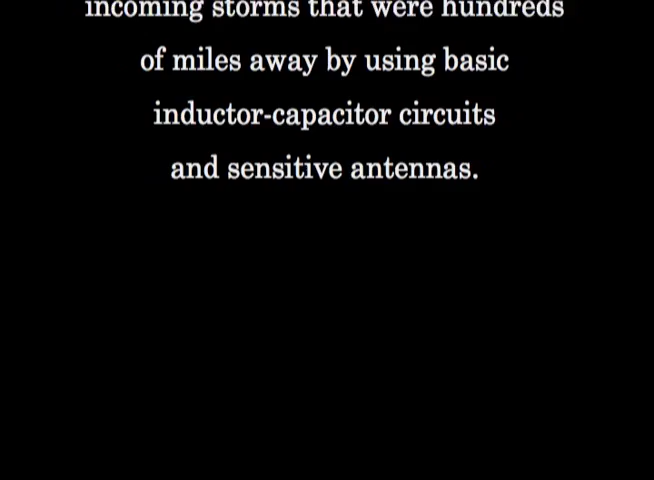 incoming storms that were hundreds
of miles away by using basic
inductor-capacitor circuits
and sensitive antennas.